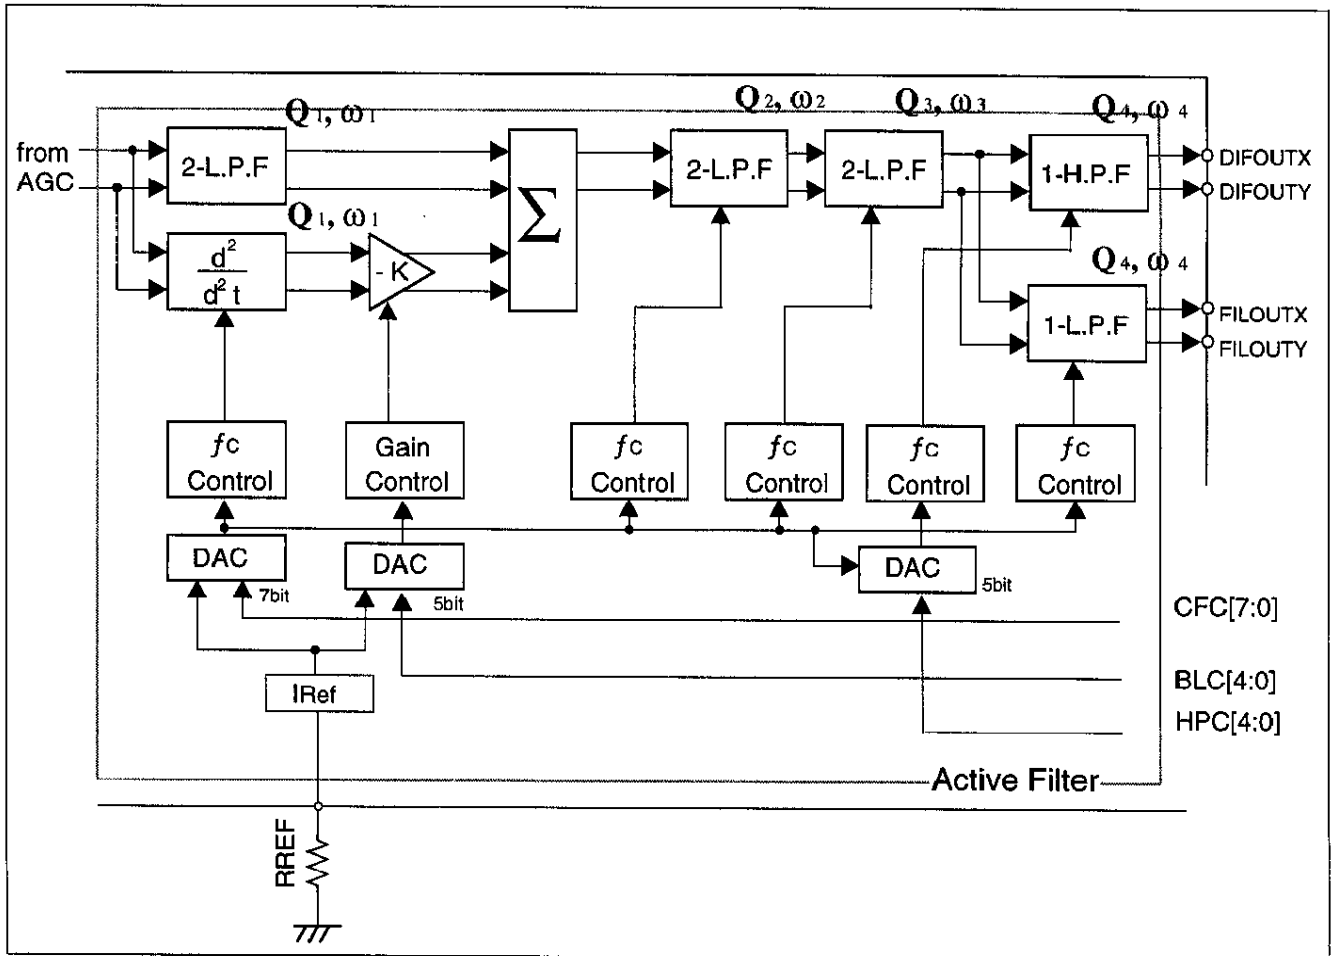 Q1, ω1
Q2, ω2
Q3, ω3
Q4, ω4
from
AGC
2-L.P.F
Σ
2-L.P.F
2-L.P.F
1-H.P.F
DIFOUTX
DIFOUTY
Q1, ω1
d²
d² t
- K
Q4, ω4
1-L.P.F
FILOUTX
FILOUTY
fc
Control
Gain
Control
fc
Control
fc
Control
fc
Control
fc
Control
DAC
7bit
DAC
5bit
DAC
5bit
CFC[7:0]
IRef
BLC[4:0]
HPC[4:0]
Active Filter
RREF